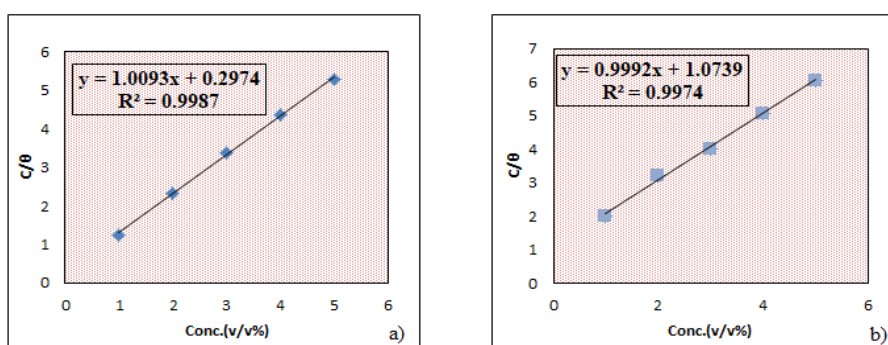 6
5
4
3
2
1
0
C/θ
y = 1.0093x + 0.2974
R² = 0.9987
0 1 2 3 4 5 6
Conc.(v/v%)
a)
7
6
5
4
3
2
1
0
C/θ
y = 0.9992x + 1.0739
R² = 0.9974
0 2 4 6
Conc.(v/v%)
b)